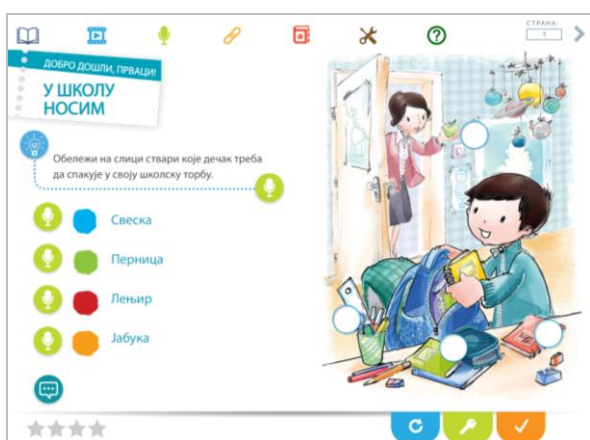 СТРАНА:
1
ДОБРО ДОШЛИ, ПРВАЦИ!
У ШКОЛУ
НОСИМ
Обележи на слици ствари које дечак треба
да спакује у своју школску торбу.
Свеска
Перница
Лењир
Јабука